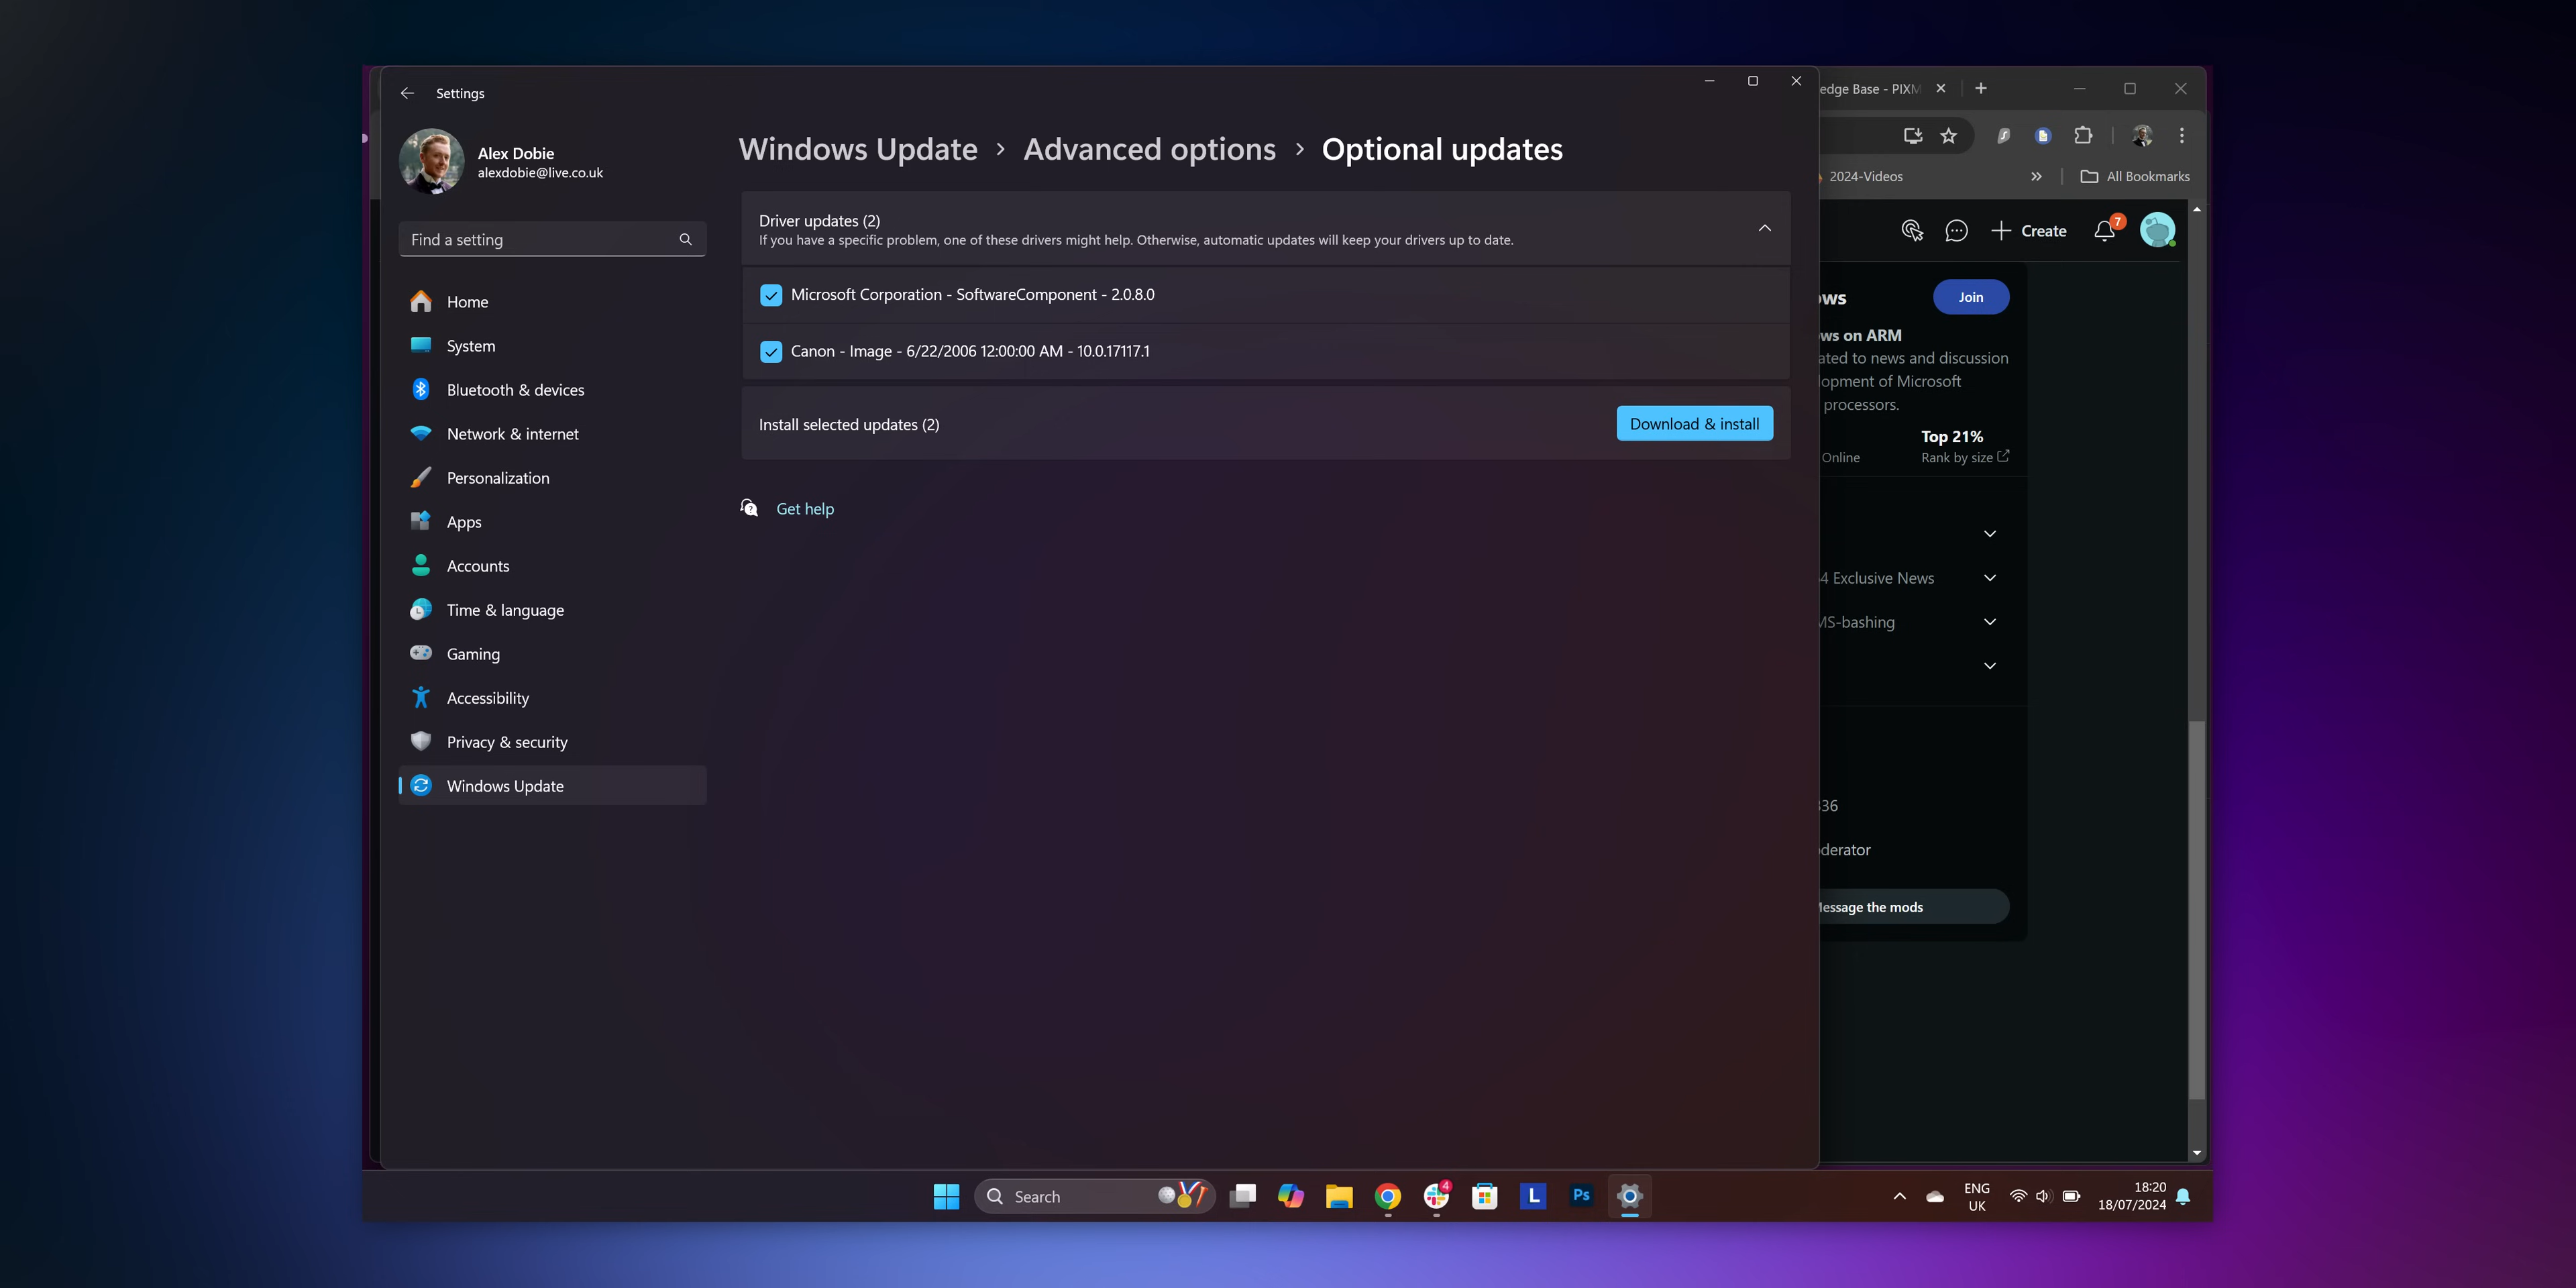 Settings
Alex Dobie
alexdobie@live.co.uk
Find a setting
Home
System
Bluetooth & devices
Network & internet
Personalization
Apps
Accounts
Time & language
Gaming
Accessibility
Privacy & security
Windows Update
Windows Update > Advanced options > Optional updates
Driver updates (2)
If you have a specific problem, one of these drivers might help. Otherwise, automatic updates will keep your drivers up to date.
Microsoft Corporation - SoftwareComponent - 2.0.8.0
Canon - Image - 6/22/2006 12:00:00 AM - 10.0.17117.1
Install selected updates (2)
Download & install
Get help
edge Base - PIXM
2024-Videos
All Bookmarks
Create
7
ows
Join
ws on ARM
ated to news and discussion
lopment of Microsoft
processors.
Top 21%
Online
Rank by size
4 Exclusive News
MS-bashing
36
derator
Message the mods
Search
4
L
Ps
ENG
UK
18:20
18/07/2024